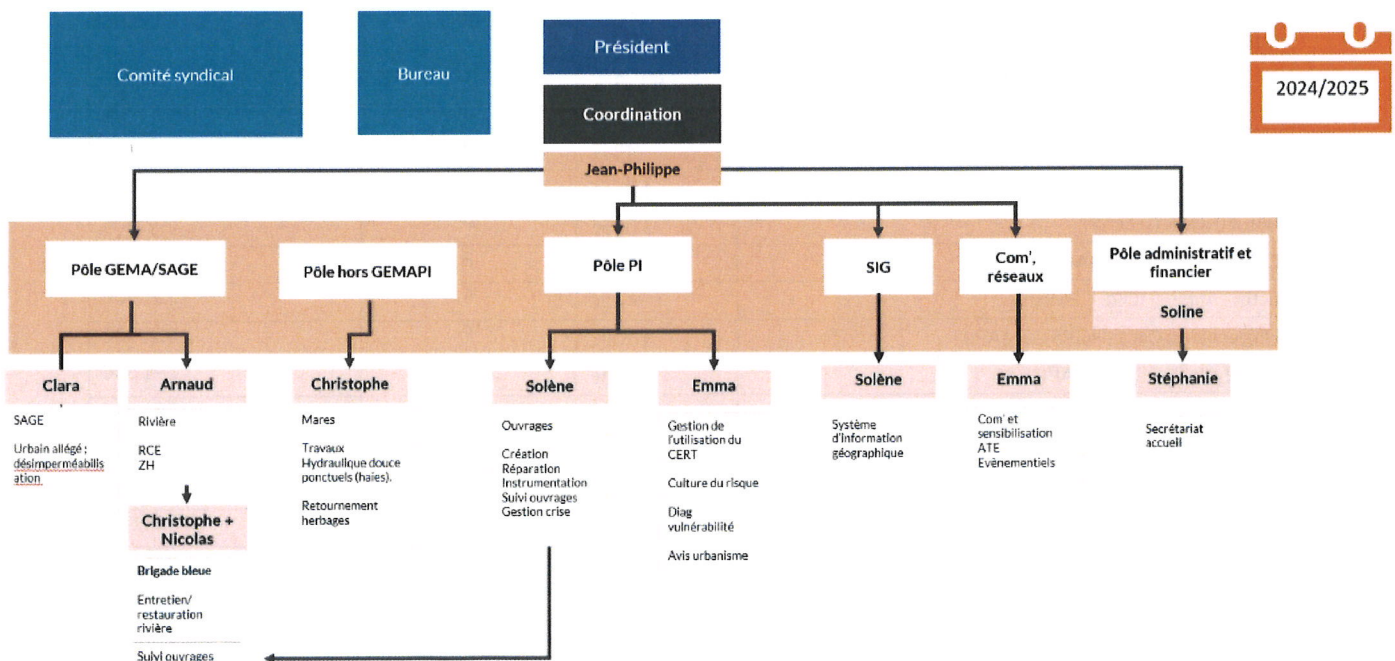 Comité syndical
Bureau
Président
Coordination
Jean-Philippe
2024/2025
Pôle GEMA/SAGE
Pôle hors GEMAPI
Pôle PI
SIG
Com',
réseaux
Pôle administratif et
financier
Soline
Clara
SAGE
Urbain allégé ;
désimperméabilis
ation
Arnaud
Rivière
RCE
ZH
Christophe +
Nicolas
Brigade bleue
Entretien/
restauration
rivière
Suivi ouvrages
Christophe
Mares
Travaux
Hydraulique douce
ponctuels (haies).
Retournement
herbages
Solène
Ouvrages
Création
Réparation
Instrumentation
Suivi ouvrages
Gestion crise
Emma
Gestion de
l'utilisation du
CERT
Culture du risque
Diag
vulnérabilité
Avis urbanisme
Solène
Système
d'information
géographique
Emma
Com' et
sensibilisation
ATE
Evènementiels
Stéphanie
Secrétariat
accueil